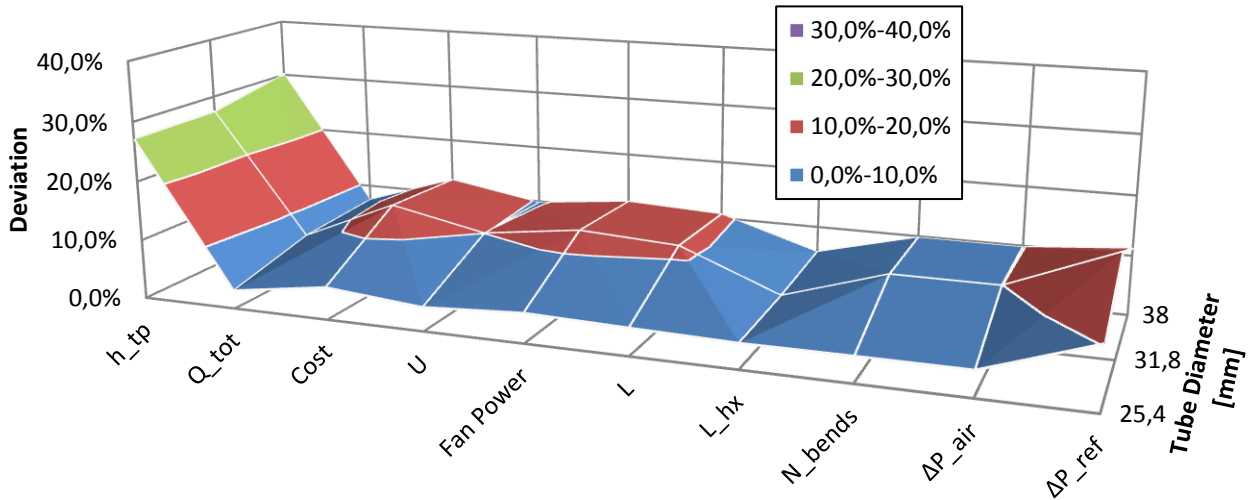 40,0%
30,0%
20,0%
10,0%
0,0%
Deviation
30,0%-40,0%
20,0%-30,0%
10,0%-20,0%
0,0%-10,0%
h_tp
Q_tot
Cost
U
Fan Power
L
L_hx
N_bends
ΔP_air
ΔP_ref
38
31,8
25,4
Tube Diameter
[mm]